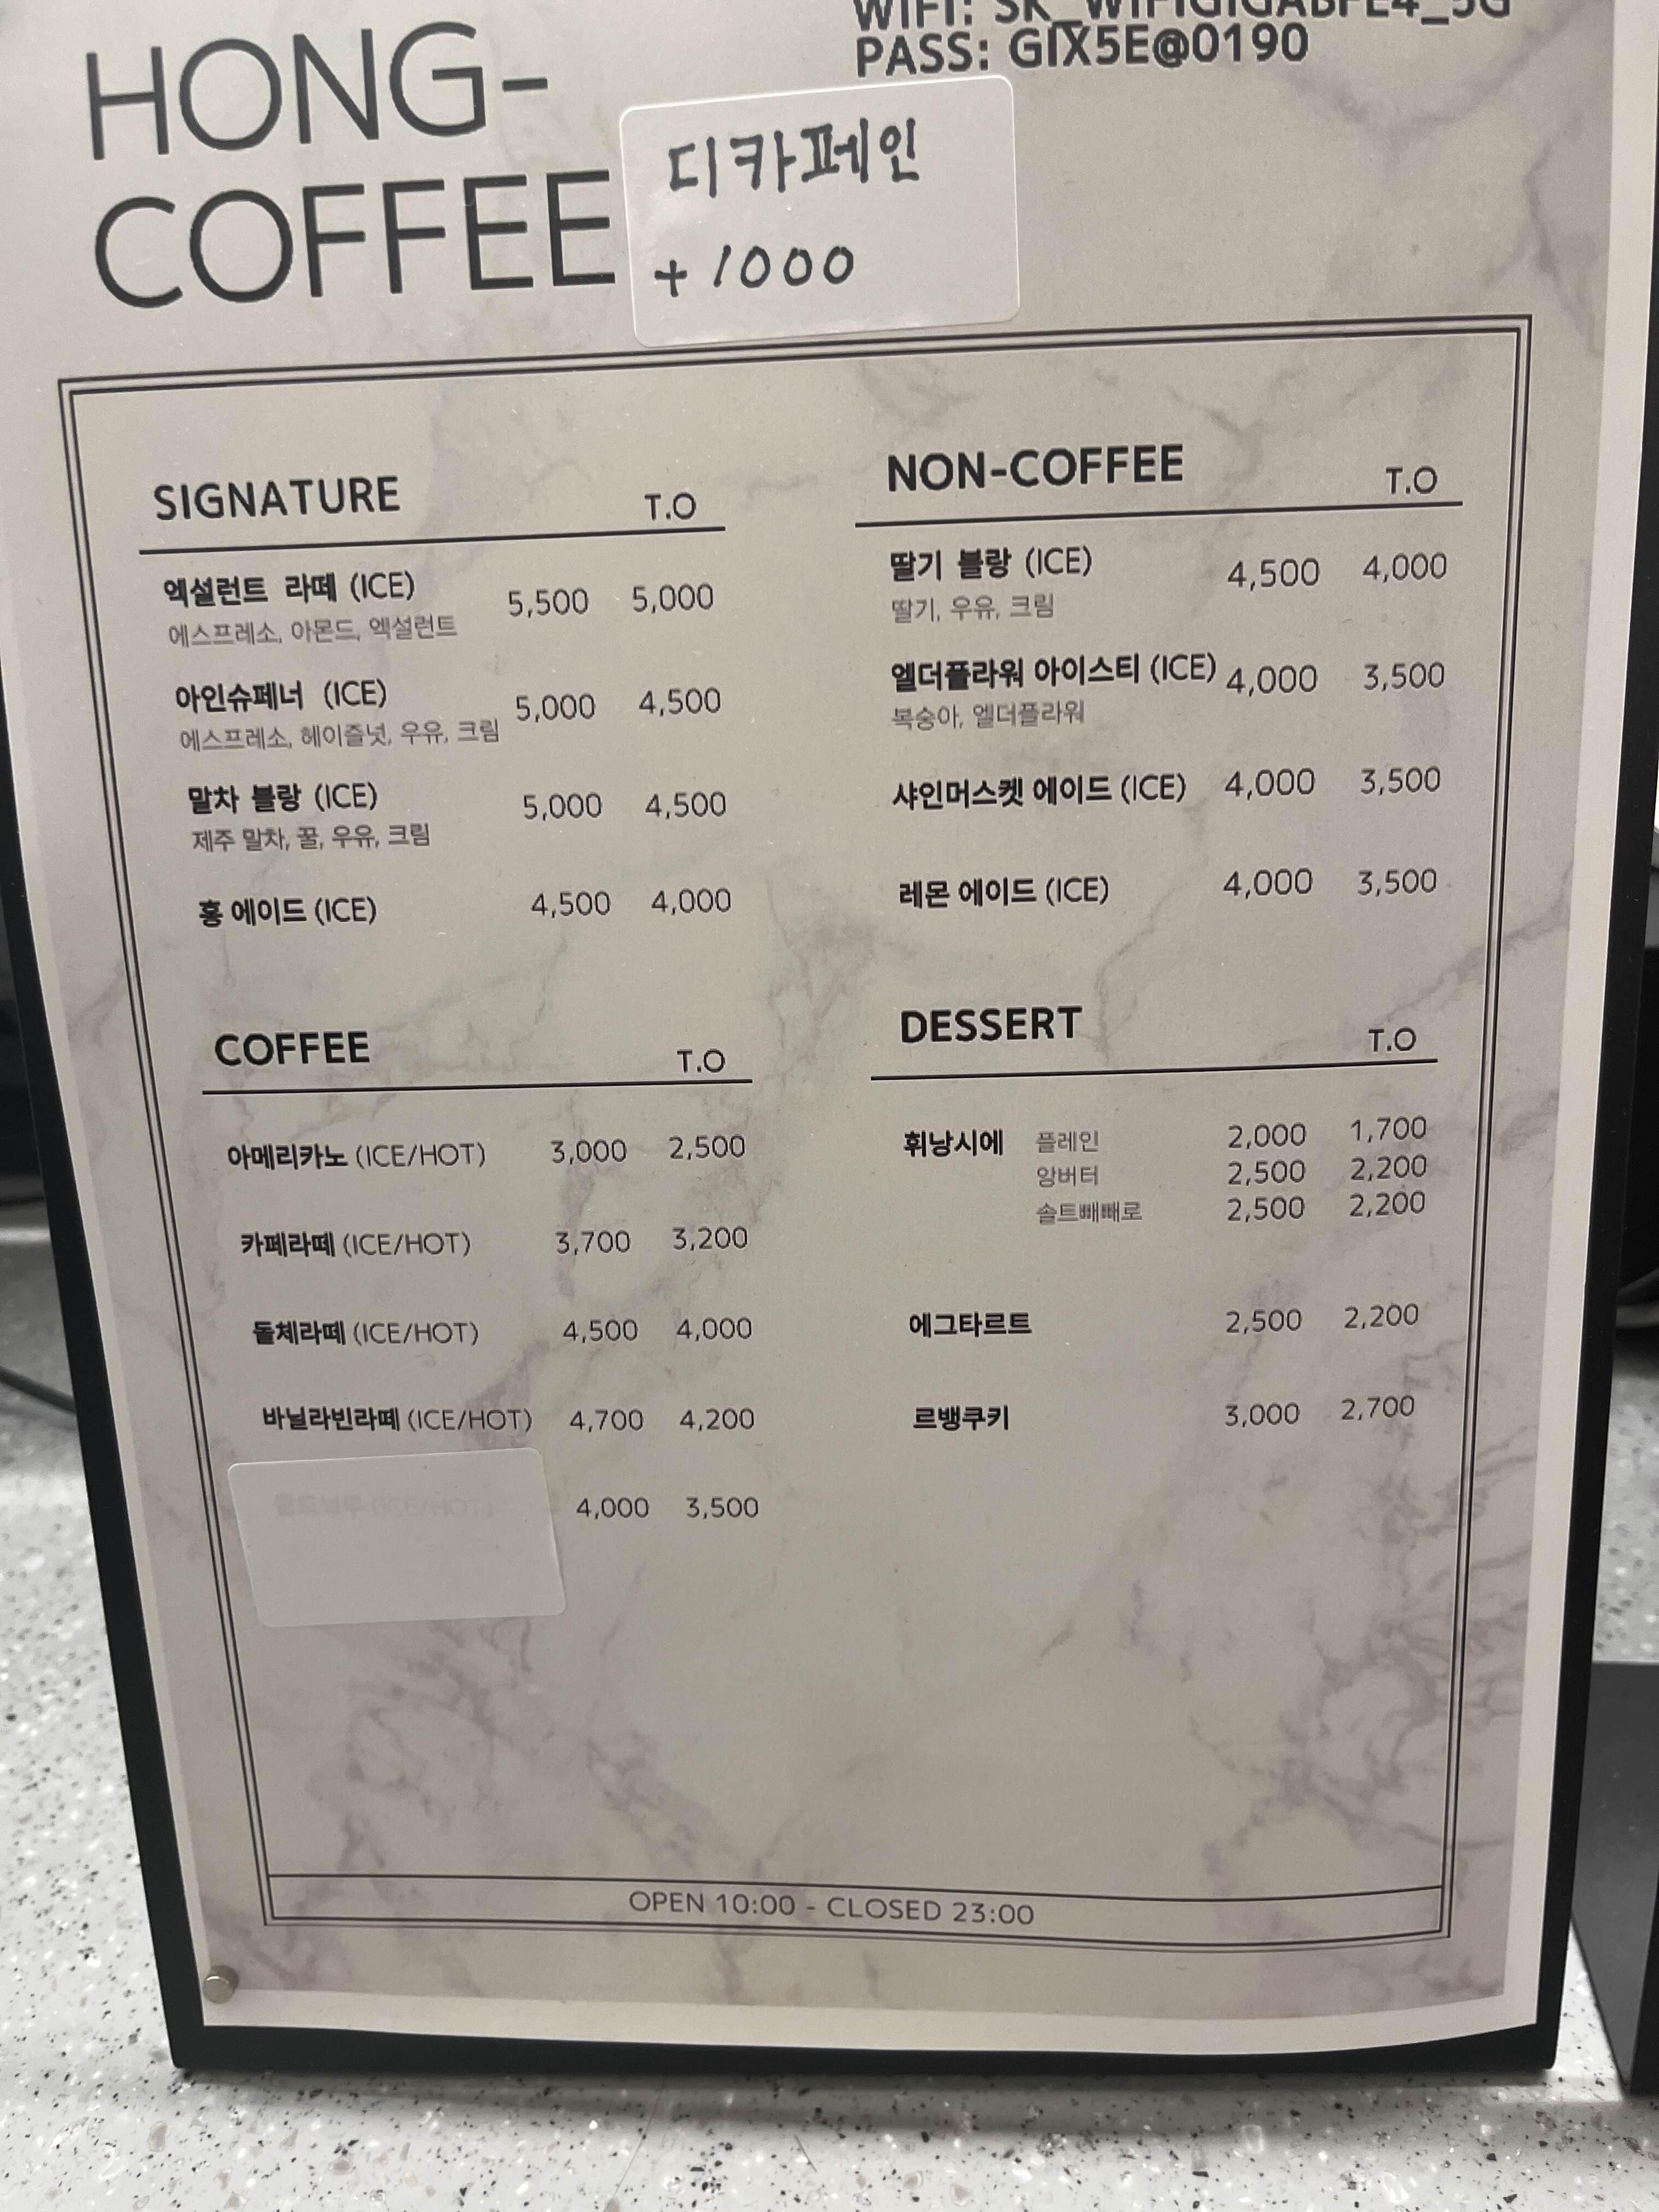 PASS: GIX5E@0190
HONG-
COFFEE
디카페인
+1000
SIGNATURE T.O
엑설런트 라떼 (ICE) 5,500 5,000
에스프레소, 아몬드, 엑설런트
아인슈페너 (ICE) 5,000 4,500
에스프레소, 헤이즐넛, 우유, 크림
말차 블랑 (ICE) 5,000 4,500
제주 말차, 꿀, 우유, 크림
홍 에이드 (ICE) 4,500 4,000
COFFEE T.O
아메리카노 (ICE/HOT) 3,000 2,500
카페라떼 (ICE/HOT) 3,700 3,200
돌체라떼 (ICE/HOT) 4,500 4,000
바닐라빈라떼 (ICE/HOT) 4,700 4,200
4,000 3,500
NON-COFFEE T.O
딸기 블랑 (ICE) 4,500 4,000
딸기, 우유, 크림
엘더플라워 아이스티 (ICE) 4,000 3,500
복숭아, 엘더플라워
샤인머스켓 에이드 (ICE) 4,000 3,500
레몬 에이드 (ICE) 4,000 3,500
DESSERT T.O
휘낭시에 플레인 2,000 1,700
앙버터 2,500 2,200
솔트빼빼로 2,500 2,200
에그타르트 2,500 2,200
르뱅쿠키 3,000 2,700
OPEN 10:00 - CLOSED 23:00